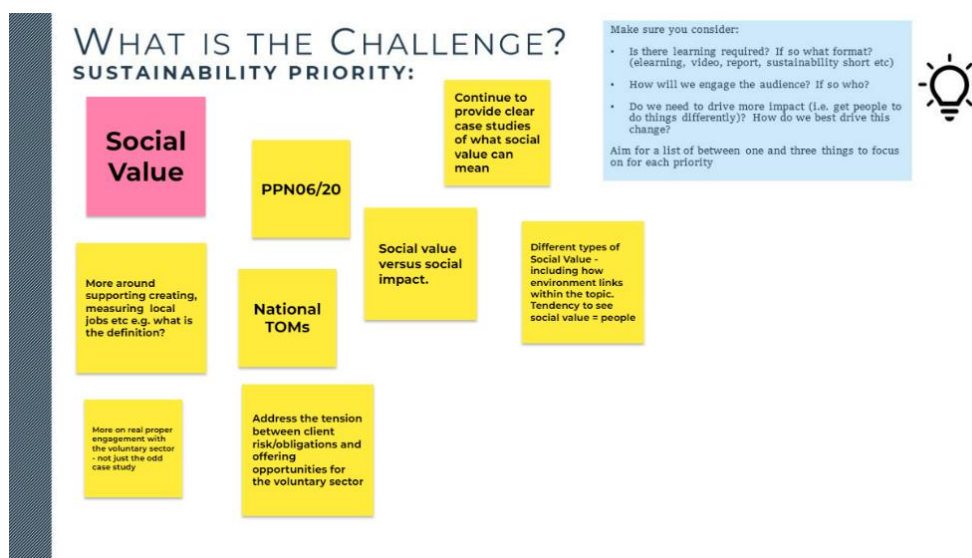 WHAT IS THE CHALLENGE?
SUSTAINABILITY PRIORITY:
Make sure you consider:
• Is there learning required? If so what format?
(elearning, video, report, sustainability short etc)
• How will we engage the audience? If so who?
• Do we need to drive more impact (i.e. get people to
do things differently)? How do we best drive this
change?
Aim for a list of between one and three things to focus
on for each priority
Social
Value
PPN06/20
Continue to
provide clear
case studies
of what social
value can
mean
More around
supporting creating,
measuring local
jobs etc e.g. what is
the definition?
National
TOMs
Social value
versus social
impact.
Different types of
Social Value -
including how
environment links
within the topic.
Tendency to see
social value = people
More on real proper
engagement with
the voluntary sector
- not just the odd
case study
Address the tension
between client
risk/obligations and
offering
opportunities for
the voluntary sector